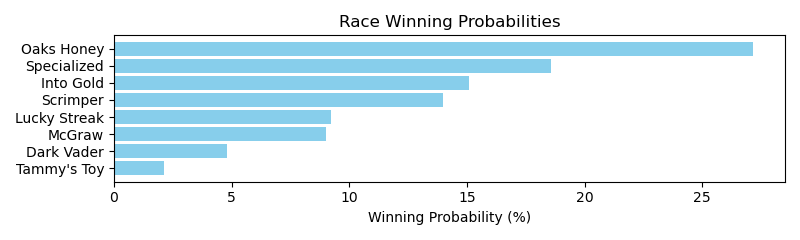 Race Winning Probabilities
Oaks Honey
Specialized
Into Gold
Scrimper
Lucky Streak
McGraw
Dark Vader
Tammy's Toy
0 5 10 15 20 25
Winning Probability (%)